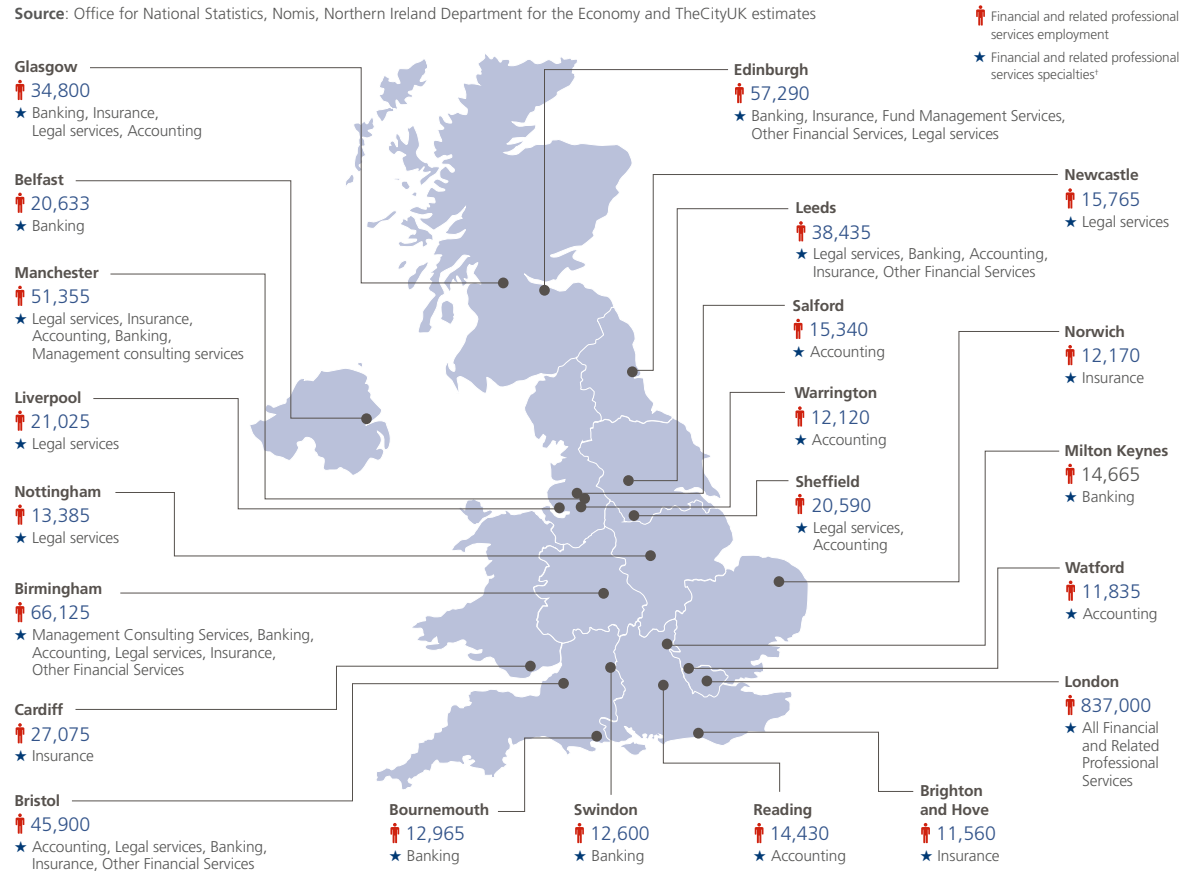 Source: Office for National Statistics, Nomis, Northern Ireland Department for the Economy and TheCityUK estimates
Financial and related professional
services employment
Financial and related professional
services specialties†
Glasgow
34,800
Banking, Insurance,
Legal services, Accounting
Edinburgh
57,290
Banking, Insurance, Fund Management Services,
Other Financial Services, Legal services
Belfast
20,633
Banking
Newcastle
15,765
Legal services
Leeds
38,435
Legal services, Banking, Accounting,
Insurance, Other Financial Services
Manchester
51,355
Legal services, Insurance,
Accounting, Banking,
Management consulting services
Salford
15,340
Accounting
Norwich
12,170
Insurance
Liverpool
21,025
Legal services
Warrington
12,120
Accounting
Milton Keynes
14,665
Banking
Nottingham
13,385
Legal services
Sheffield
20,590
Legal services,
Accounting
Watford
11,835
Accounting
Birmingham
66,125
Management Consulting Services, Banking,
Accounting, Legal services, Insurance,
Other Financial Services
London
837,000
All Financial
and Related
Professional
Services
Cardiff
27,075
Insurance
Bristol
45,900
Accounting, Legal services, Banking,
Insurance, Other Financial Services
Bournemouth
12,965
Banking
Swindon
12,600
Banking
Reading
14,430
Accounting
Brighton
and Hove
11,560
Insurance